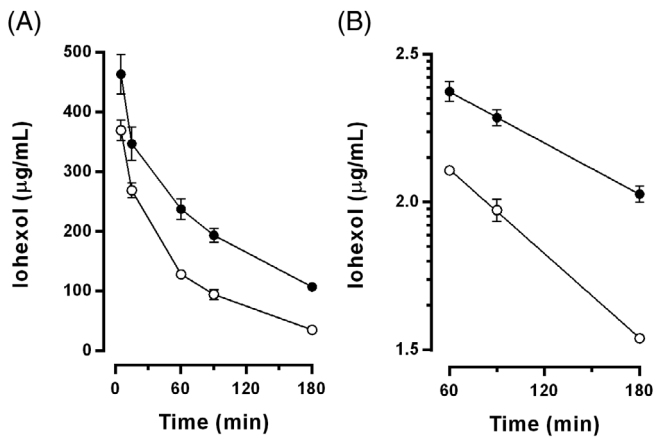 (A)
Iohexol (μg/mL)
500
400
300
200
100
0
0 60 120 180
Time (min)
(B)
Iohexol (μg/mL)
2.5
2.0
1.5
60 120 180
Time (min)